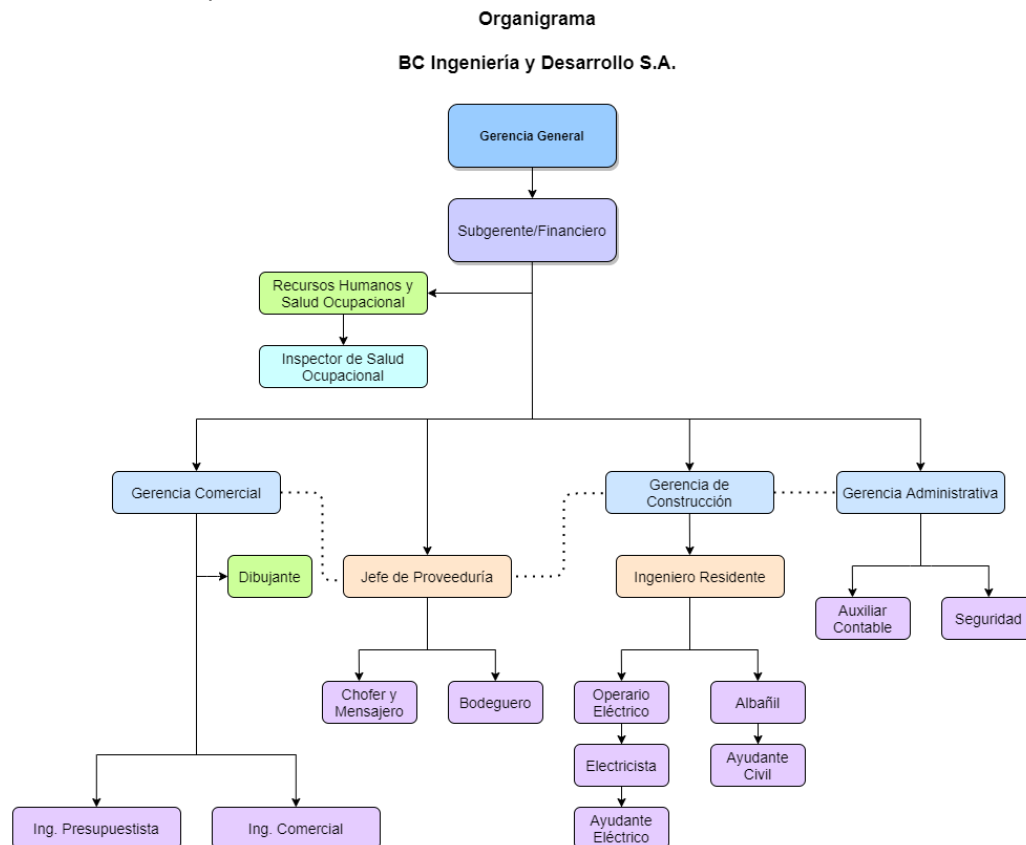 Organigrama
BC Ingeniería y Desarrollo S.A.
Gerencia General
Subgerente/Financiero
Recursos Humanos y
Salud Ocupacional
Inspector de Salud
Ocupacional
Gerencia Comercial
Gerencia de
Construcción
Gerencia Administrativa
Dibujante
Jefe de Proveeduría
Ingeniero Residente
Auxiliar
Contable
Seguridad
Chofer y
Mensajero
Bodeguero
Operario
Eléctrico
Albañil
Electricista
Ayudante
Civil
Ing. Presupuestista
Ing. Comercial
Ayudante
Eléctrico